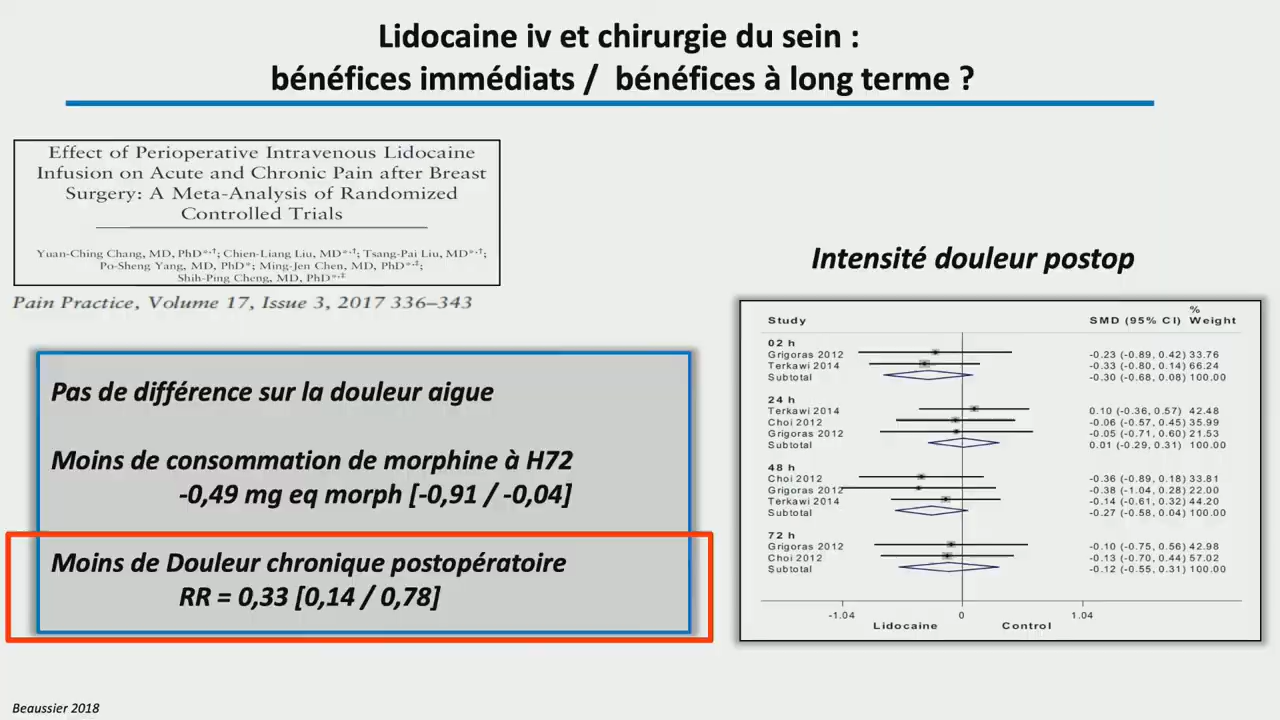 Lidocaine iv et chirurgie du sein :
bénéfices immédiats / bénéfices à long terme ?
Effect of Perioperative Intravenous Lidocaine
Infusion on Acute and Chronic Pain after Breast
Surgery: A Meta-Analysis of Randomized
Controlled Trials
Yuan-Ching Chang, MD, PhD*,†; Chien-Liang Liu, MD*,†; Tsang-Pai Liu, MD*,†;
Po-Sheng Yang, MD, PhD*; Ming-Jen Chen, MD, PhD*,‡;
Shih-Ping Cheng, MD, PhD*,‡
Pain Practice, Volume 17, Issue 3, 2017 336–343
Pas de différence sur la douleur aigue
Moins de consommation de morphine à H72
-0,49 mg eq morph [-0,91 / -0,04]
Moins de Douleur chronique postopératoire
RR = 0,33 [0,14 / 0,78]
Intensité douleur postop
%
Study SMD (95% CI) Weight
02 h
Grigoras 2012 -0.23 (-0.89, 0.42) 33.76
Terkawi 2014 -0.33 (-0.80, 0.14) 66.24
Subtotal -0.30 (-0.68, 0.08) 100.00
24 h
Terkawi 2014 0.10 (-0.36, 0.57) 42.48
Choi 2012 -0.06 (-0.57, 0.45) 35.99
Grigoras 2012 -0.05 (-0.71, 0.60) 21.53
Subtotal 0.01 (-0.29, 0.31) 100.00
48 h
Choi 2012 -0.36 (-0.89, 0.18) 33.81
Grigoras 2012 -0.38 (-1.04, 0.28) 22.00
Terkawi 2014 -0.14 (-0.61, 0.32) 44.20
Subtotal -0.27 (-0.58, 0.04) 100.00
72 h
Grigoras 2012 -0.10 (-0.75, 0.56) 42.98
Choi 2012 -0.13 (-0.70, 0.44) 57.02
Subtotal -0.12 (-0.55, 0.31) 100.00
-1.04 0 1.04
Lidocaine Control
Beaussier 2018